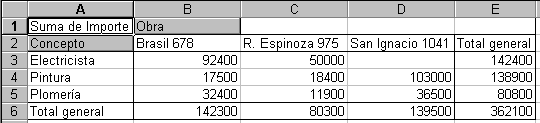 A B C D E
1 Suma de Importe Obra
2 Concepto Brasil 678 R. Espinoza 975 San Ignacio 1041 Total general
3 Electricista 92400 50000 142400
4 Pintura 17500 18400 103000 138900
5 Plomería 32400 11900 36500 80800
6 Total general 142300 80300 139500 362100